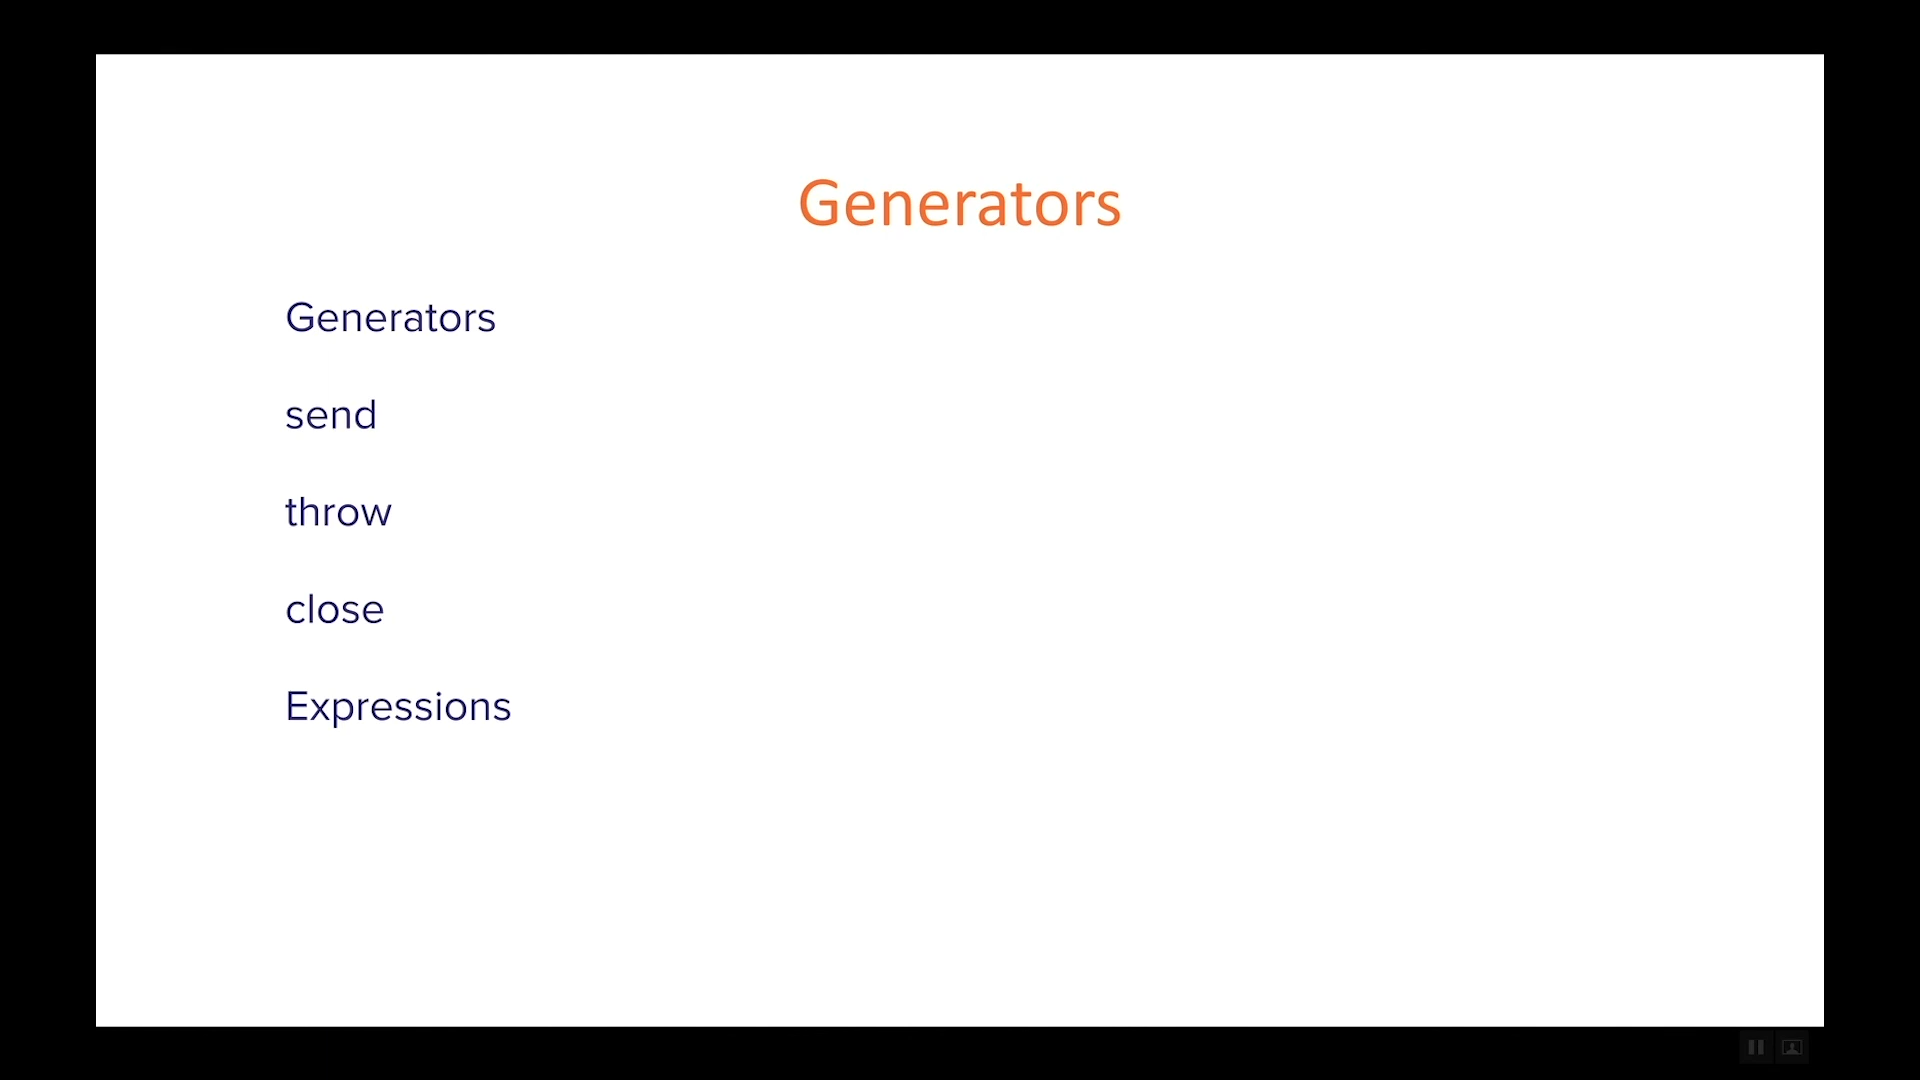 Generators
Generators
send
throw
close
Expressions